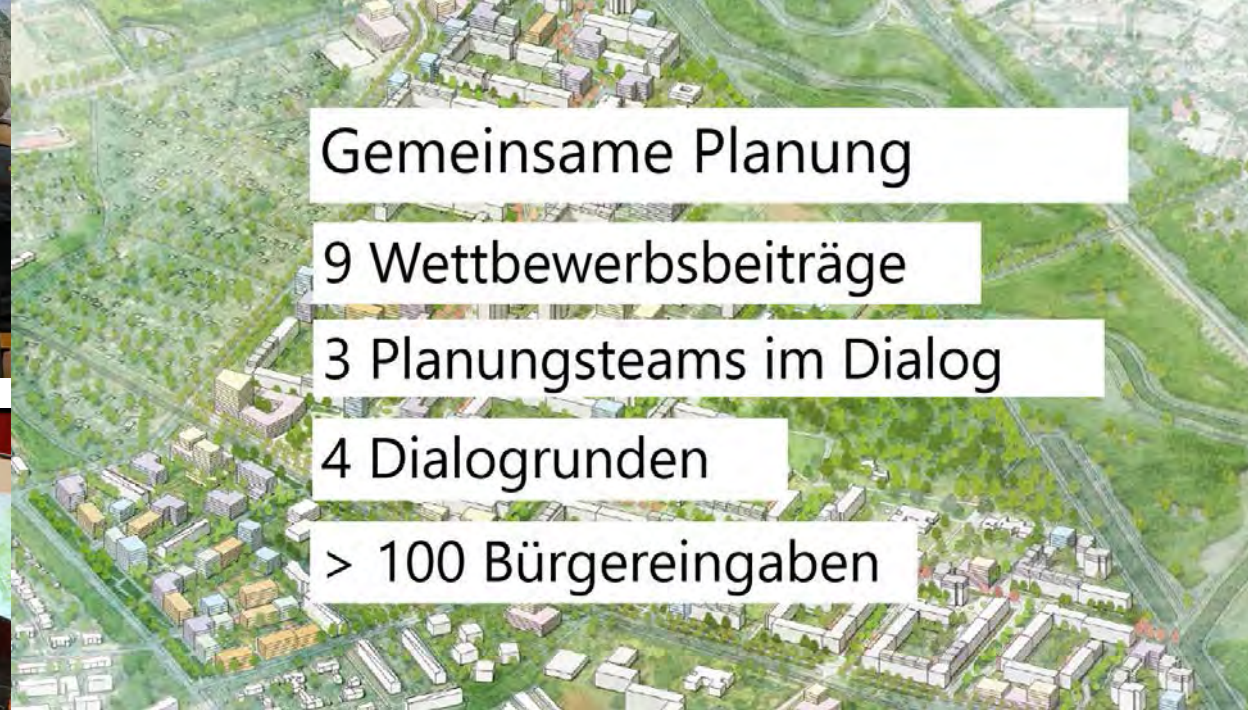 Gemeinsame Planung
9 Wettbewerbsbeiträge
3 Planungsteams im Dialog
4 Dialogrunden
> 100 Bürgereingaben